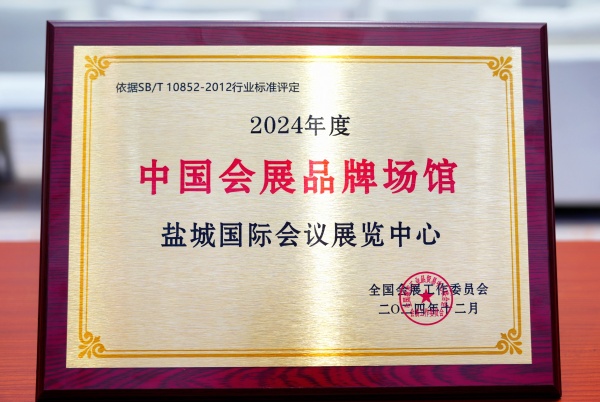 依据SB/T 10852-2012行业标准评定
2024年度
中国会展品牌场馆
盐城国际会议展览中心
全国会展工作委员会
二〇二四年十二月